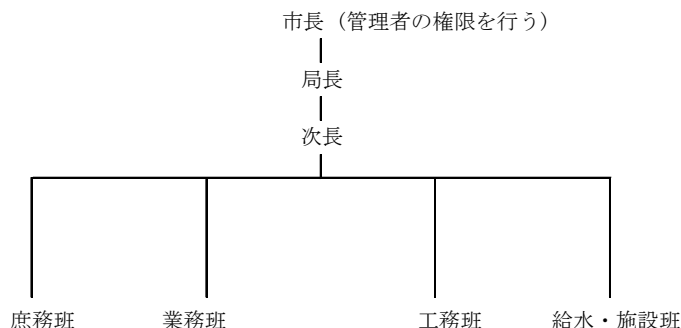 市長（管理者の権限を行う）
局長
次長
庶務班 業務班 工務班 給水・施設班